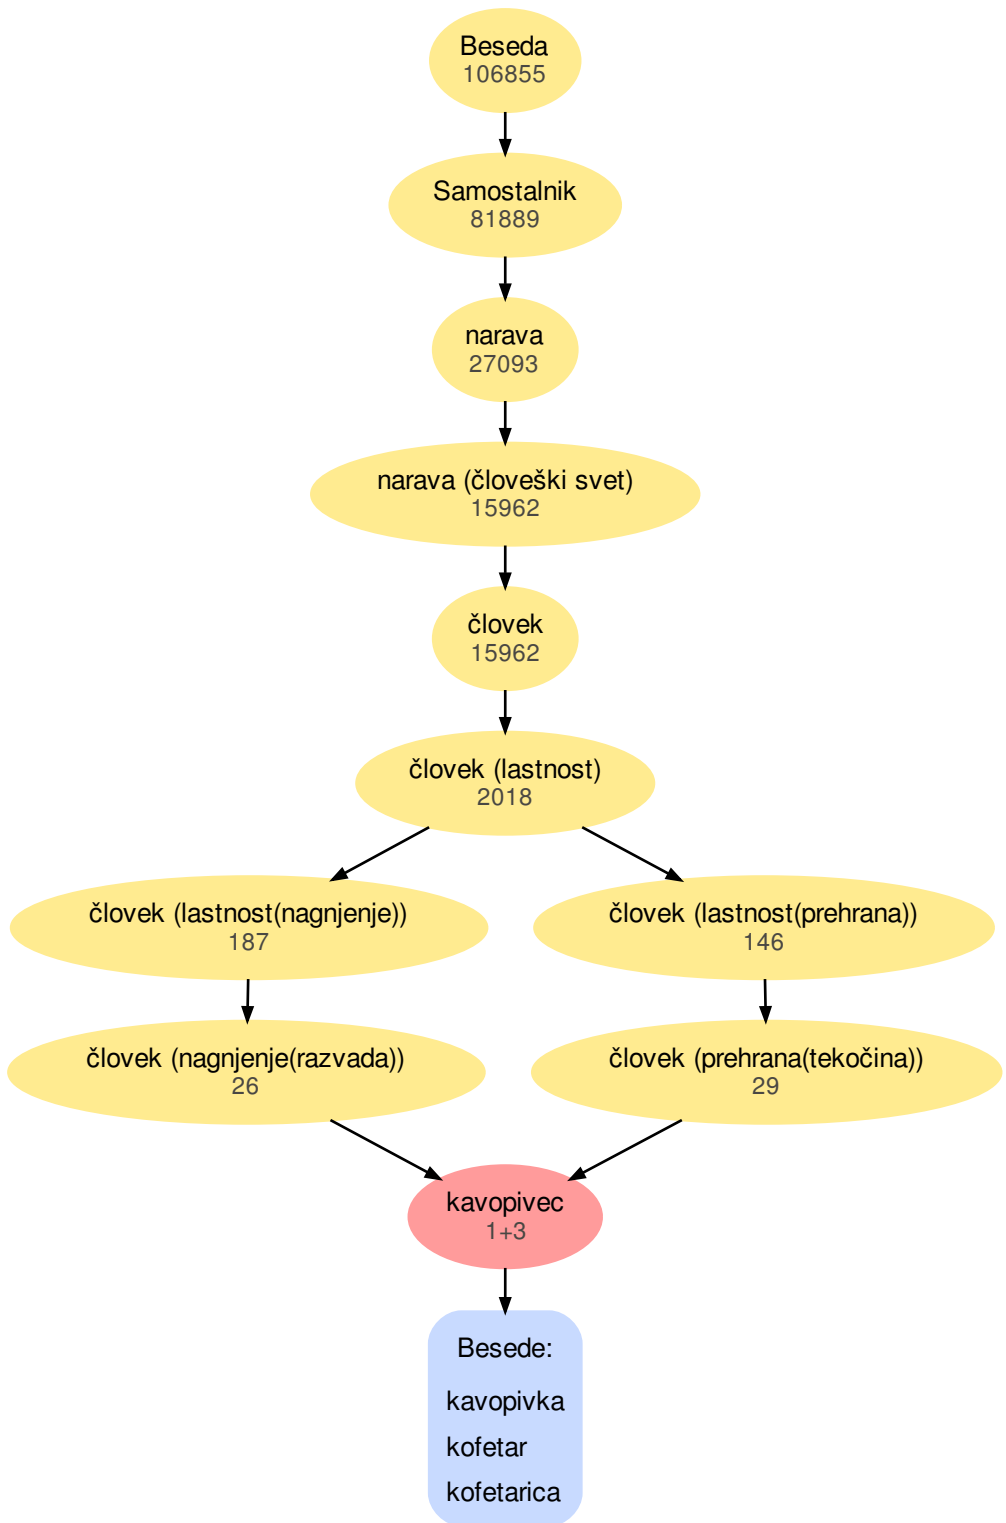 Beseda
106855
Samostalnik
81889
narava
27093
narava (človeški svet)
15962
človek
15962
človek (lastnost)
2018
človek (lastnost(nagnjenje))
187
človek (lastnost(prehrana))
146
človek (nagnjenje(razvada))
26
človek (prehrana(tekočina))
29
kavopivec
1+3
Besede:
kavopivka
kofetar
kofetarica